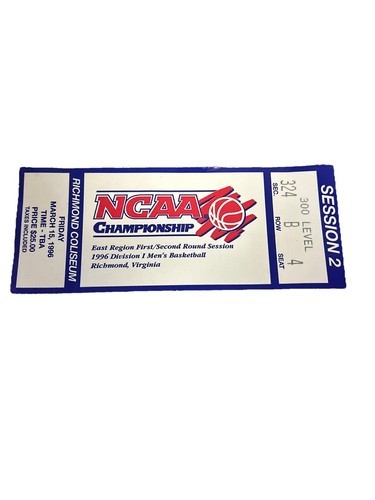 RICHMOND COLISEUM
FRIDAY
MARCH 15, 1996
TIME - TBA
PRICE $25.00
TAXES INCLUDED
NCAA
CHAMPIONSHIP
East Region First/Second Round Session
1996 Division I Men's Basketball
Richmond, Virginia
SESSION 2
300 LEVEL
324 B 4
SEC. ROW SEAT